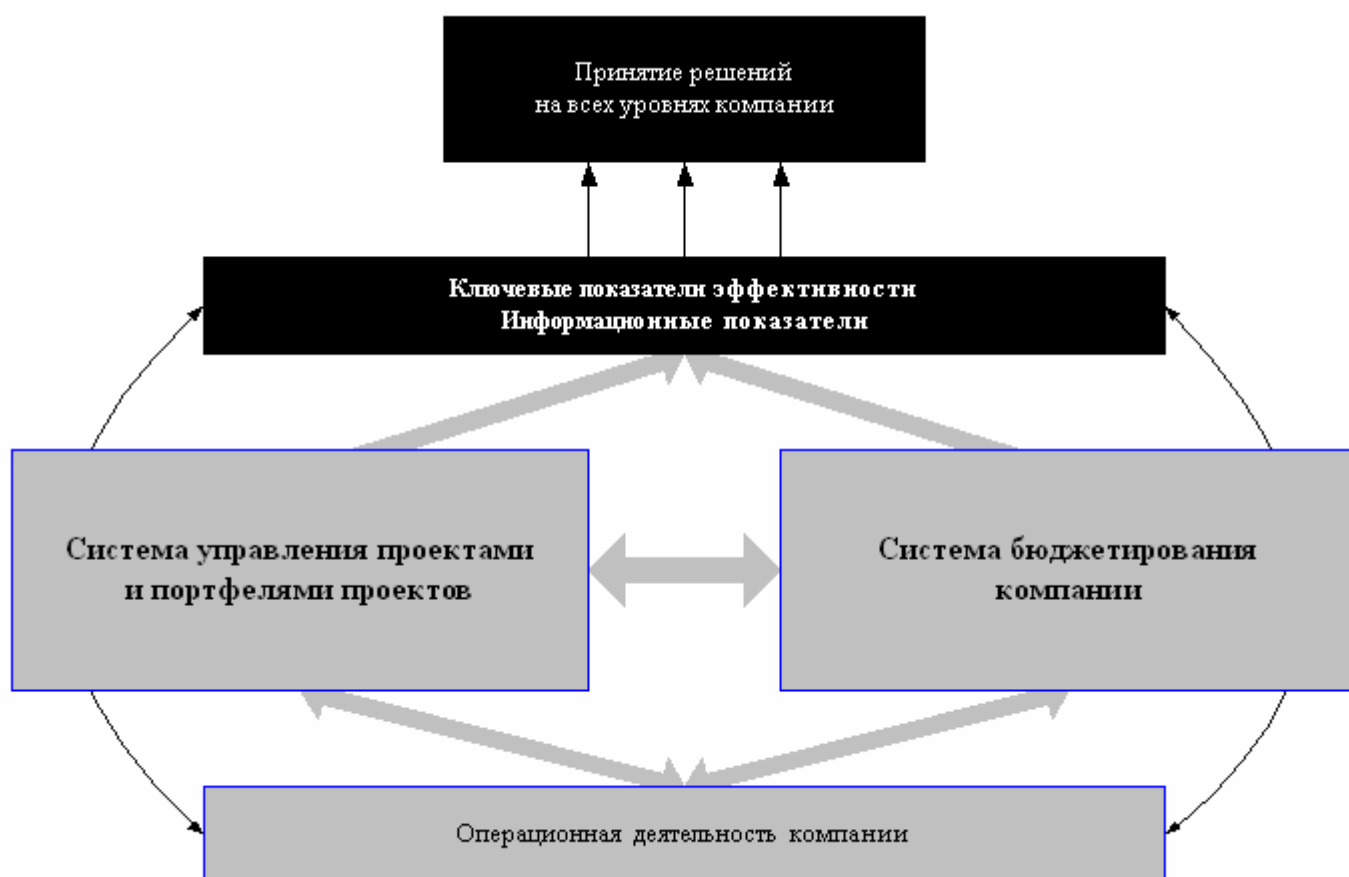 Принятие решений
на всех уровнях компании
Ключевые показатели эффективности
Информационные показатели
Система управления проектами
и портфелями проектов
Система бюджетирования
компании
Операционная деятельность компании